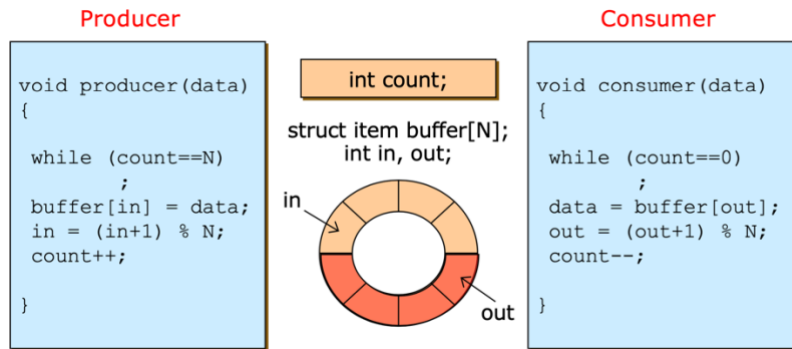 Producer
void producer(data)
{
while (count==N)
;
buffer[in] = data;
in = (in+1) % N;
count++;
}
int count;
struct item buffer[N];
int in, out;
in
out
Consumer
void consumer(data)
{
while (count==0)
;
data = buffer[out];
out = (out+1) % N;
count--;
}